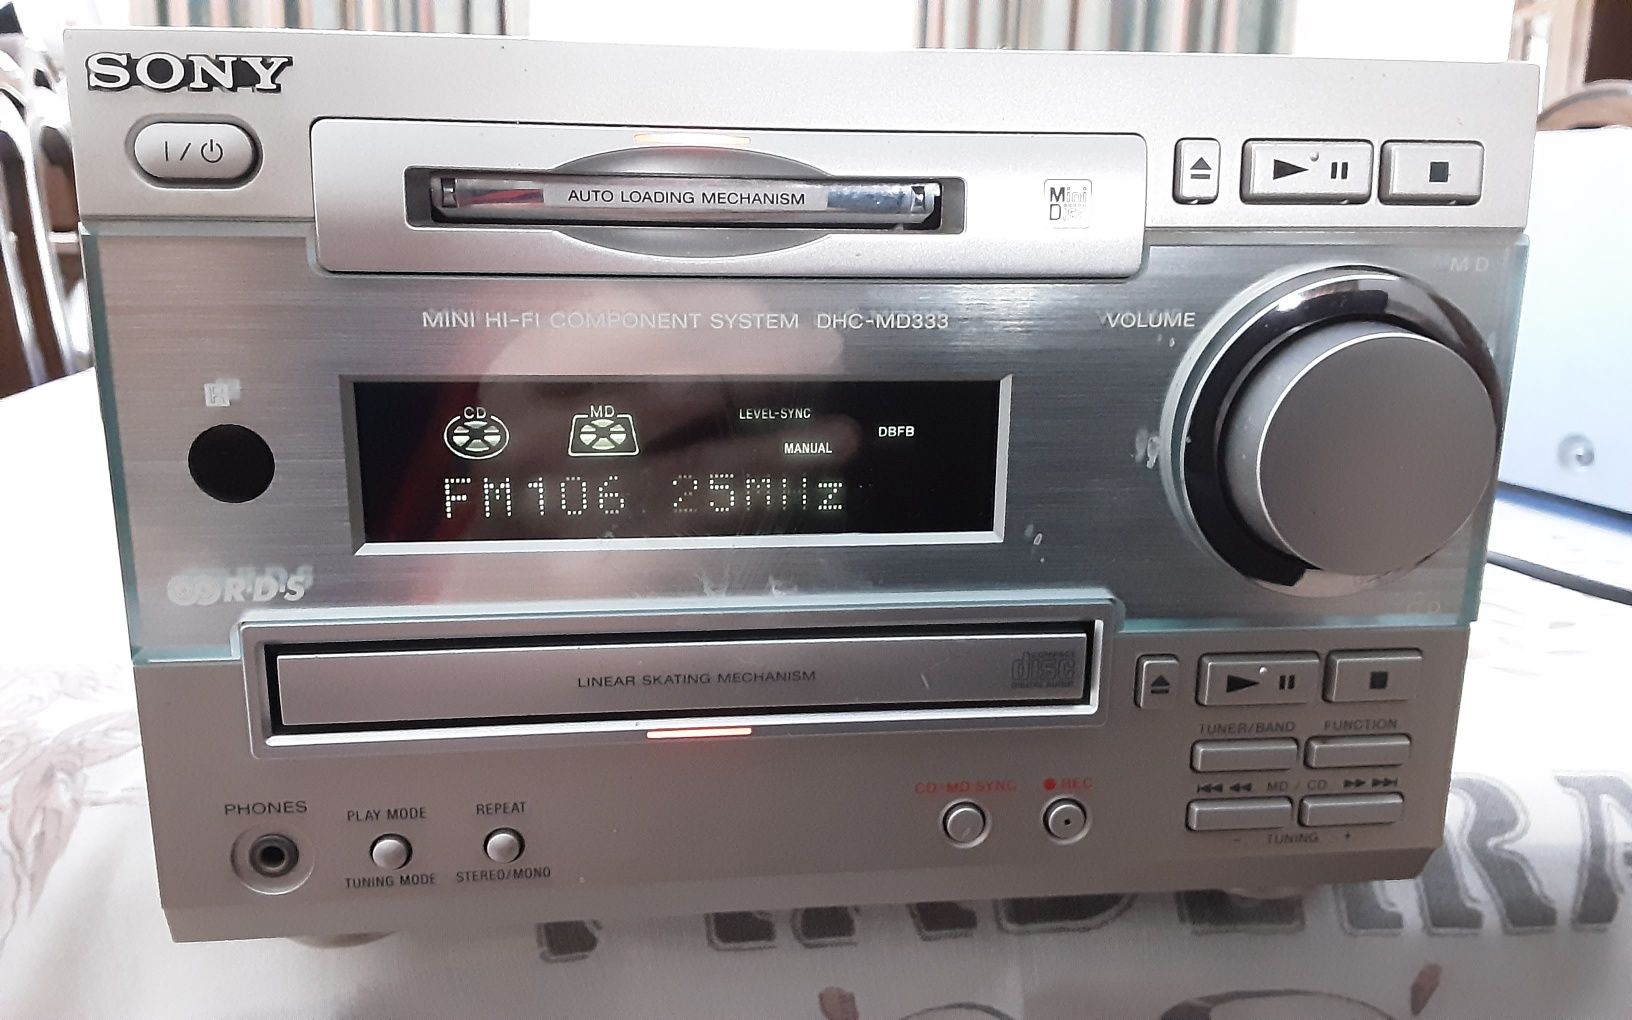 SONY
I/
AUTO LOADING MECHANISM
Mini
Disc
MD
MINI HI-FI COMPONENT SYSTEM DHC-MD333
VOLUME
CD
MD
LEVEL-SYNC
MANUAL
DBFB
FM106 25MHz
R·D·S
CD
LINEAR SKATING MECHANISM
COMPACT
disc
DIGITAL AUDIO
TUNER/BAND
FUNCTION
CD-MD SYNC
REC
MD / CD
- TUNING +
PHONES
PLAY MODE
TUNING MODE
REPEAT
STEREO/MONO